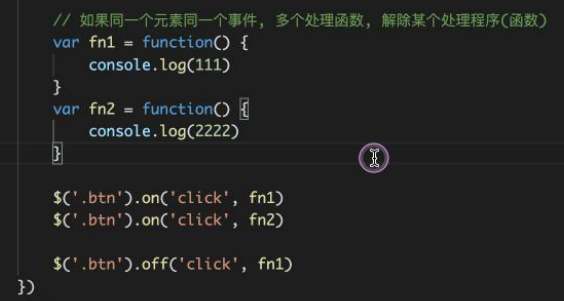 // 如果同一个元素同一个事件, 多个处理函数, 解除某个处理程序(函数)
var fn1 = function() {
    console.log(111)
}
var fn2 = function() {
    console.log(2222)
}
$('.btn').on('click', fn1)
$('.btn').on('click', fn2)
$('.btn').off('click', fn1)
})